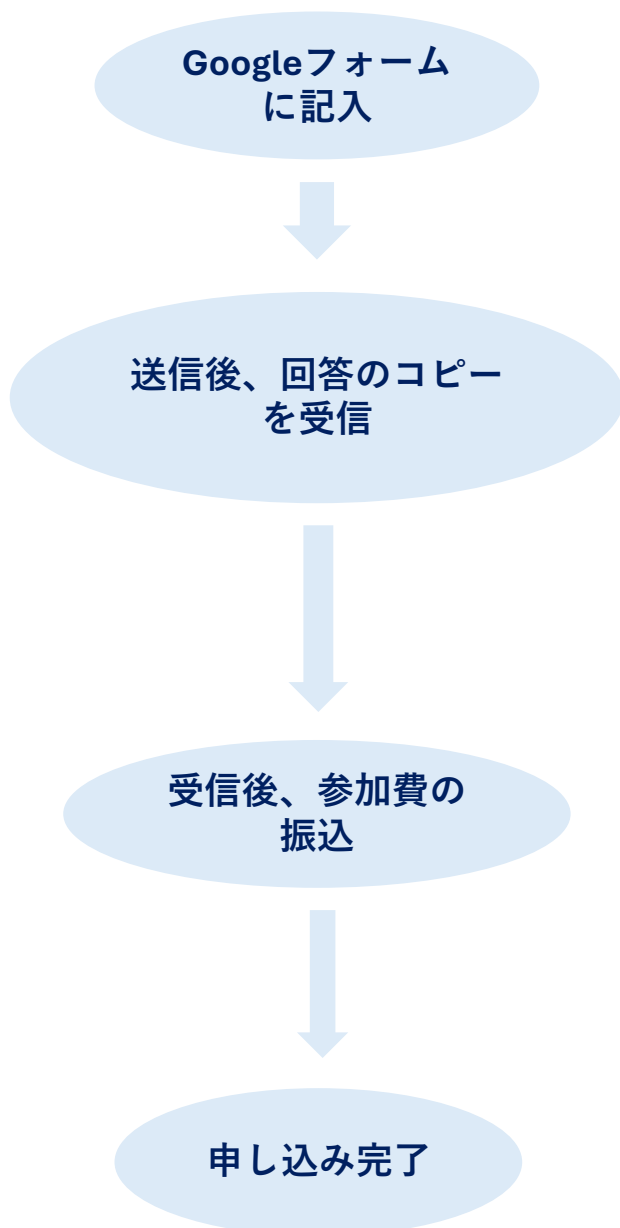 Googleフォーム
に記入
送信後、回答のコピー
を受信
受信後、参加費の
振込
申し込み完了